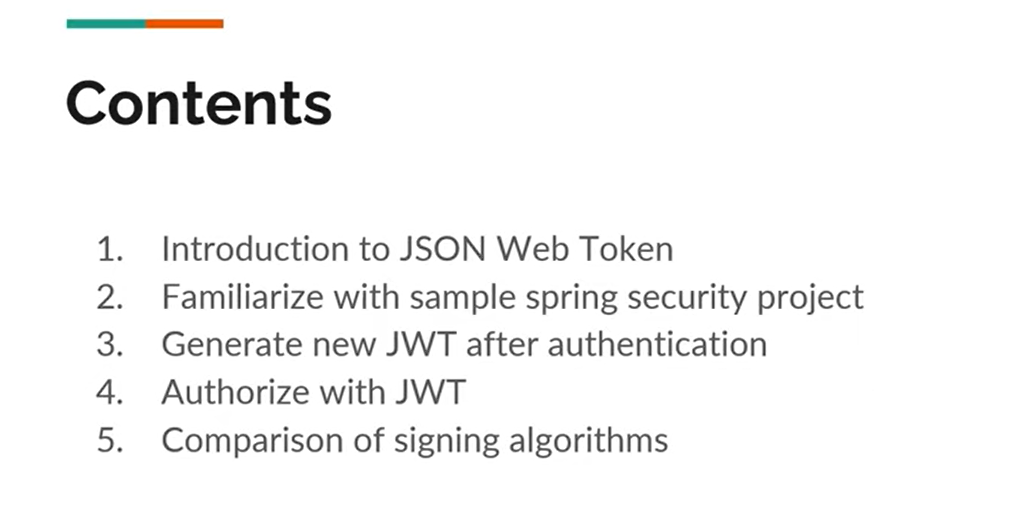 Contents
1. Introduction to JSON Web Token
2. Familiarize with sample spring security project
3. Generate new JWT after authentication
4. Authorize with JWT
5. Comparison of signing algorithms